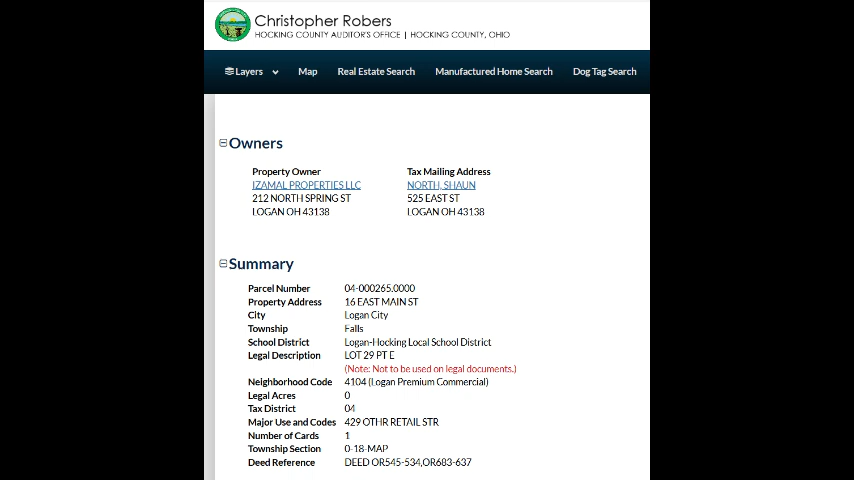 Christopher Robers
HOCKING COUNTY AUDITOR'S OFFICE | HOCKING COUNTY, OHIO
Layers Map Real Estate Search Manufactured Home Search Dog Tag Search
Owners
Property Owner
IZAMAL PROPERTIES LLC
212 NORTH SPRING ST
LOGAN OH 43138
Tax Mailing Address
NORTH, SHAUN
525 EAST ST
LOGAN OH 43138
Summary
Parcel Number 04-000265.0000
Property Address 16 EAST MAIN ST
City Logan City
Township Falls
School District Logan-Hocking Local School District
Legal Description LOT 29 PT E
(Note: Not to be used on legal documents.)
Neighborhood Code 4104 (Logan Premium Commercial)
Legal Acres 0
Tax District 04
Major Use and Codes 429 OTHR RETAIL STR
Number of Cards 1
Township Section 0-18-MAP
Deed Reference DEED OR545-534,OR683-637